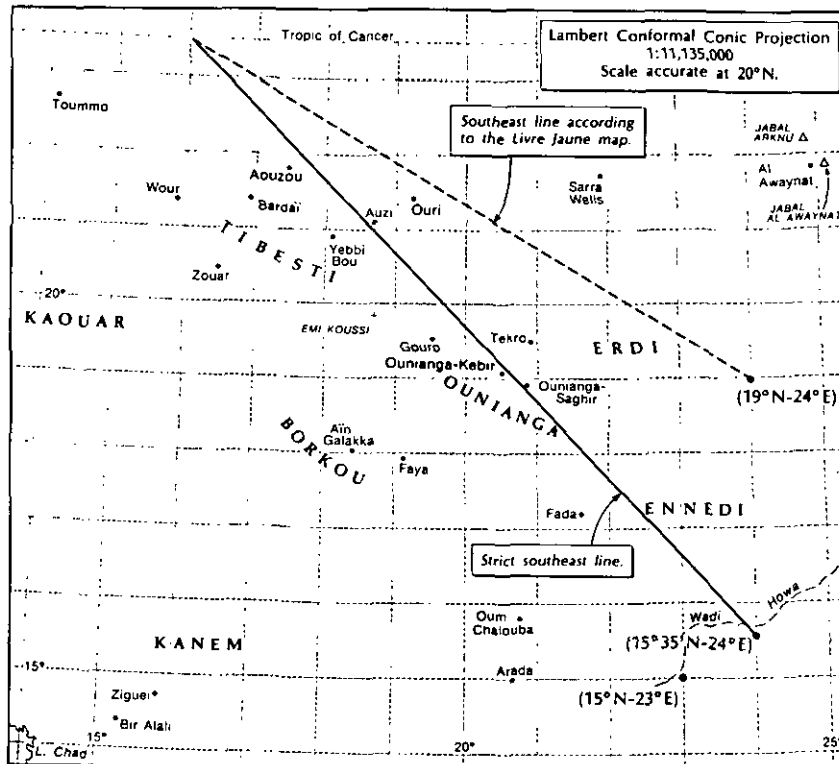 Tropic of Cancer
Lambert Conformal Conic Projection
1:11,135,000
Scale accurate at 20°N.
Toummo
Southeast line according
to the Livre Jaune map.
JABAL
ARKNU
Aouzou
Sarra
Wells
Al
Awaynat
Wour
Bardaï
Auzi
Ouri
JABAL
AL AWAYNAT
TIBESTI
Yebbi
Bou
Zouar
20°
KAOUAR
EMI KOUSSI
Gouro
Tekro
ERDI
Ounianga-Kebir
Ounianga-
Saghir
OUNIANGA
(19°N-24°E)
BORKOU
Aïn
Galakka
Faya
Fada
ENNEDI
Strict southeast line.
Oum
Chalouba
Wadi
Howa
KANEM
(15°35'N-24°E)
15°
Arada
(15°N-23°E)
Ziguei
Bir Alali
L. Chad
15°
20°
25°